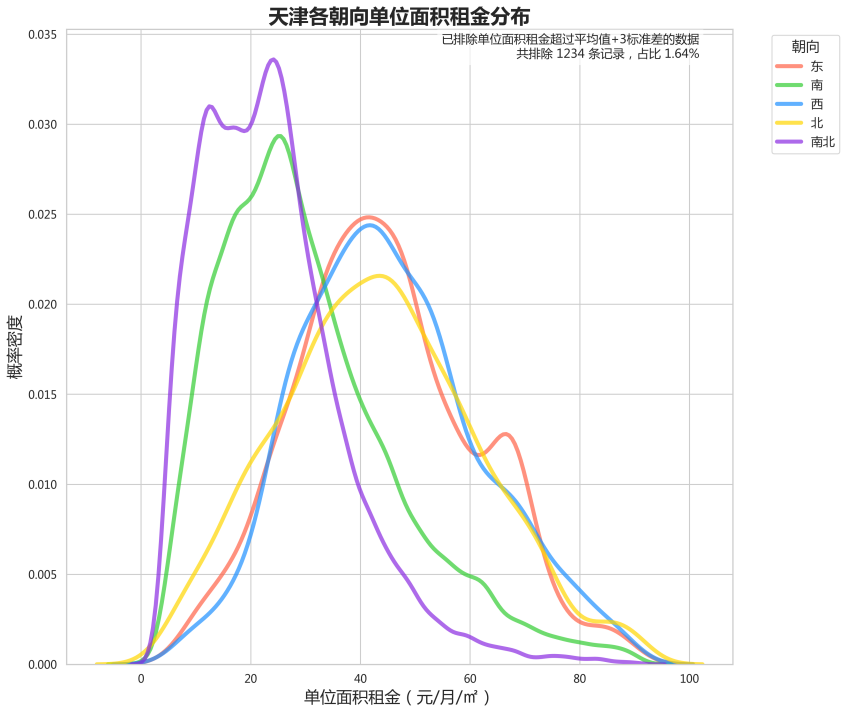 天津各朝向单位面积租金分布
已排除单位面积租金超过平均值+3标准差的数据
共排除 1234 条记录，占比 1.64%
朝向
东
南
西
北
南北
概率密度
0.035
0.030
0.025
0.020
0.015
0.010
0.005
0.000
0
20
40
60
80
100
单位面积租金（元/月/㎡）